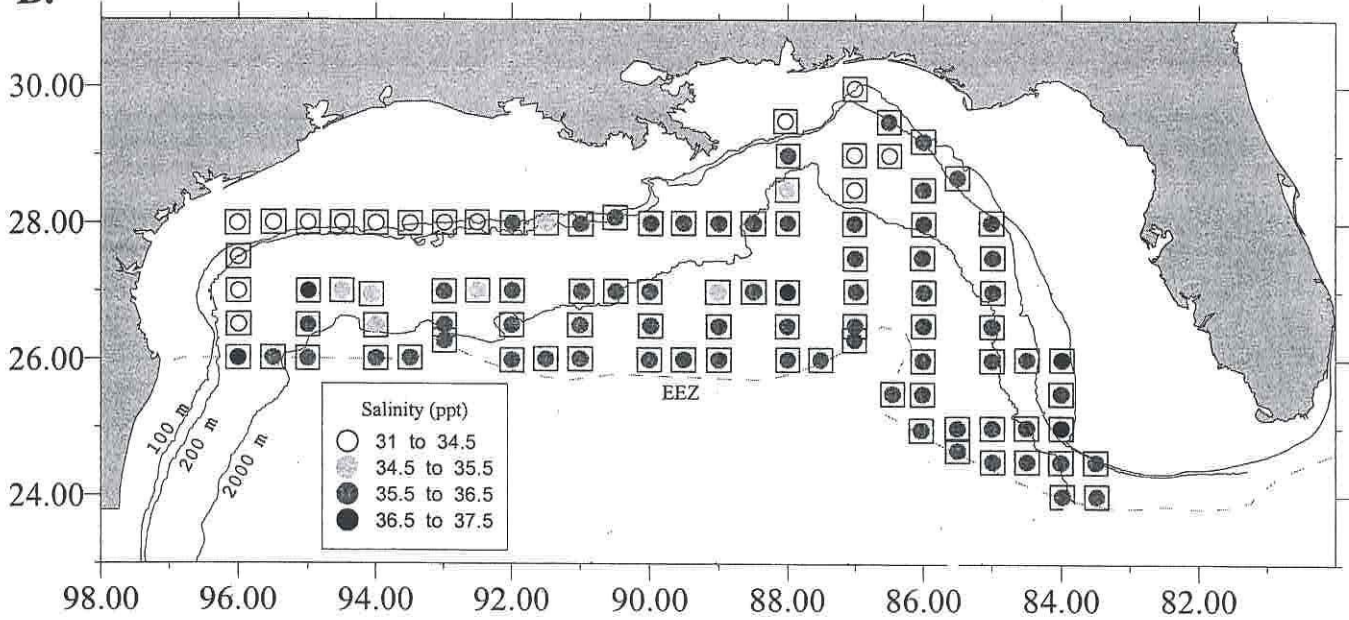 B.
30.00
28.00
26.00
24.00
EEZ
100 m
200 m
2000 m
Salinity (ppt)
31 to 34.5
34.5 to 35.5
35.5 to 36.5
36.5 to 37.5
98.00 96.00 94.00 92.00 90.00 88.00 86.00 84.00 82.00